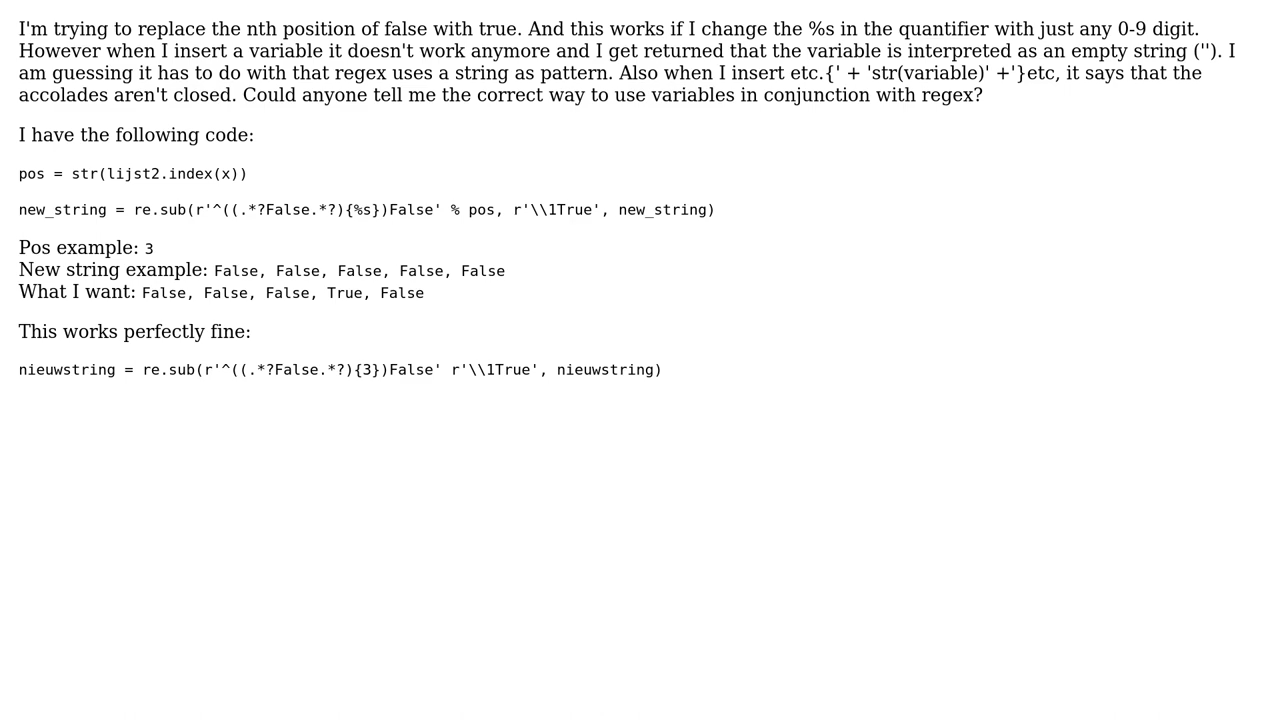 I'm trying to replace the nth position of false with true. And this works if I change the %s in the quantifier with just any 0-9 digit.
However when I insert a variable it doesn't work anymore and I get returned that the variable is interpreted as an empty string (''). I
am guessing it has to do with that regex uses a string as pattern. Also when I insert etc.{' + 'str(variable)' +'}etc, it says that the
accolades aren't closed. Could anyone tell me the correct way to use variables in conjunction with regex?
I have the following code:
pos = str(lijst2.index(x))
new_string = re.sub(r'^((.*?False.*?){%s})False' % pos, r'\\1True', new_string)
Pos example: 3
New string example: False, False, False, False, False
What I want: False, False, False, True, False
This works perfectly fine:
nieuwstring = re.sub(r'^((.*?False.*?){3})False' r'\\1True', nieuwstring)